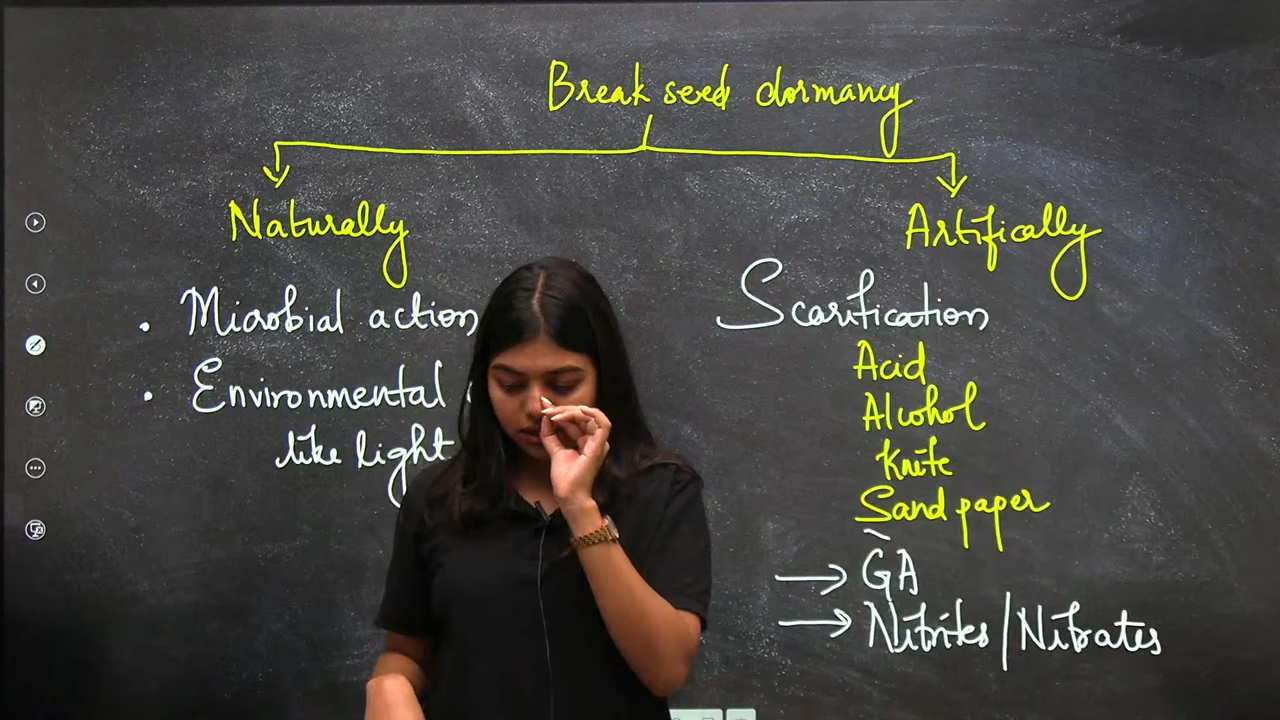 Break seed dormancy
Naturally
Artifically
• Microbial action
• Environmental
like light
Scarification
Acid
Alcohol
Knife
Sand paper
→ GA
→ Nitrites/Nitrates